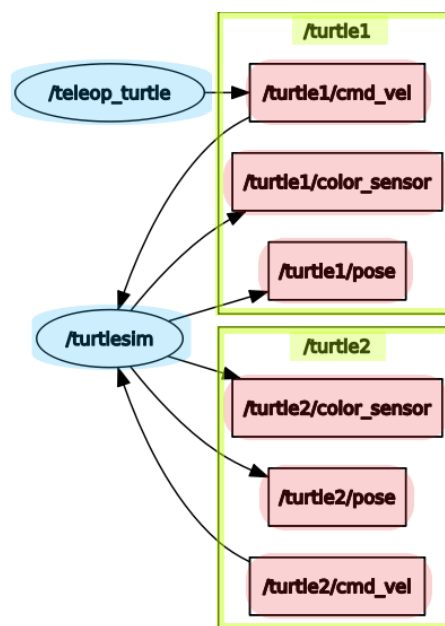 /turtle1
/teleop_turtle
/turtle1/cmd_vel
/turtle1/color_sensor
/turtle1/pose
/turtlesim
/turtle2
/turtle2/color_sensor
/turtle2/pose
/turtle2/cmd_vel